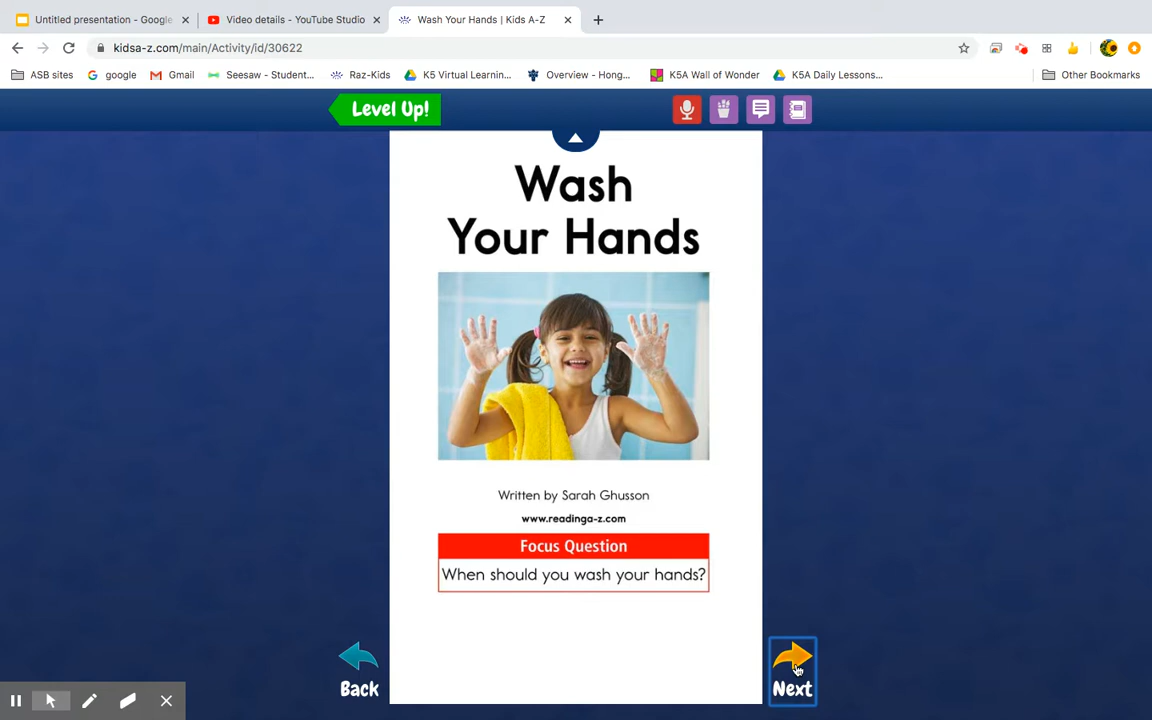 Untitled presentation - Google
Video details - YouTube Studio
Wash Your Hands | Kids A-Z
kidsa-z.com/main/Activity/id/30622
ASB sites
google
Gmail
Seesaw - Student...
Raz-Kids
K5 Virtual Learnin...
Overview - Hong...
K5A Wall of Wonder
K5A Daily Lessons...
Other Bookmarks
Level Up!
Wash
Your Hands
Written by Sarah Ghusson
www.readinga-z.com
Focus Question
When should you wash your hands?
Back
Next